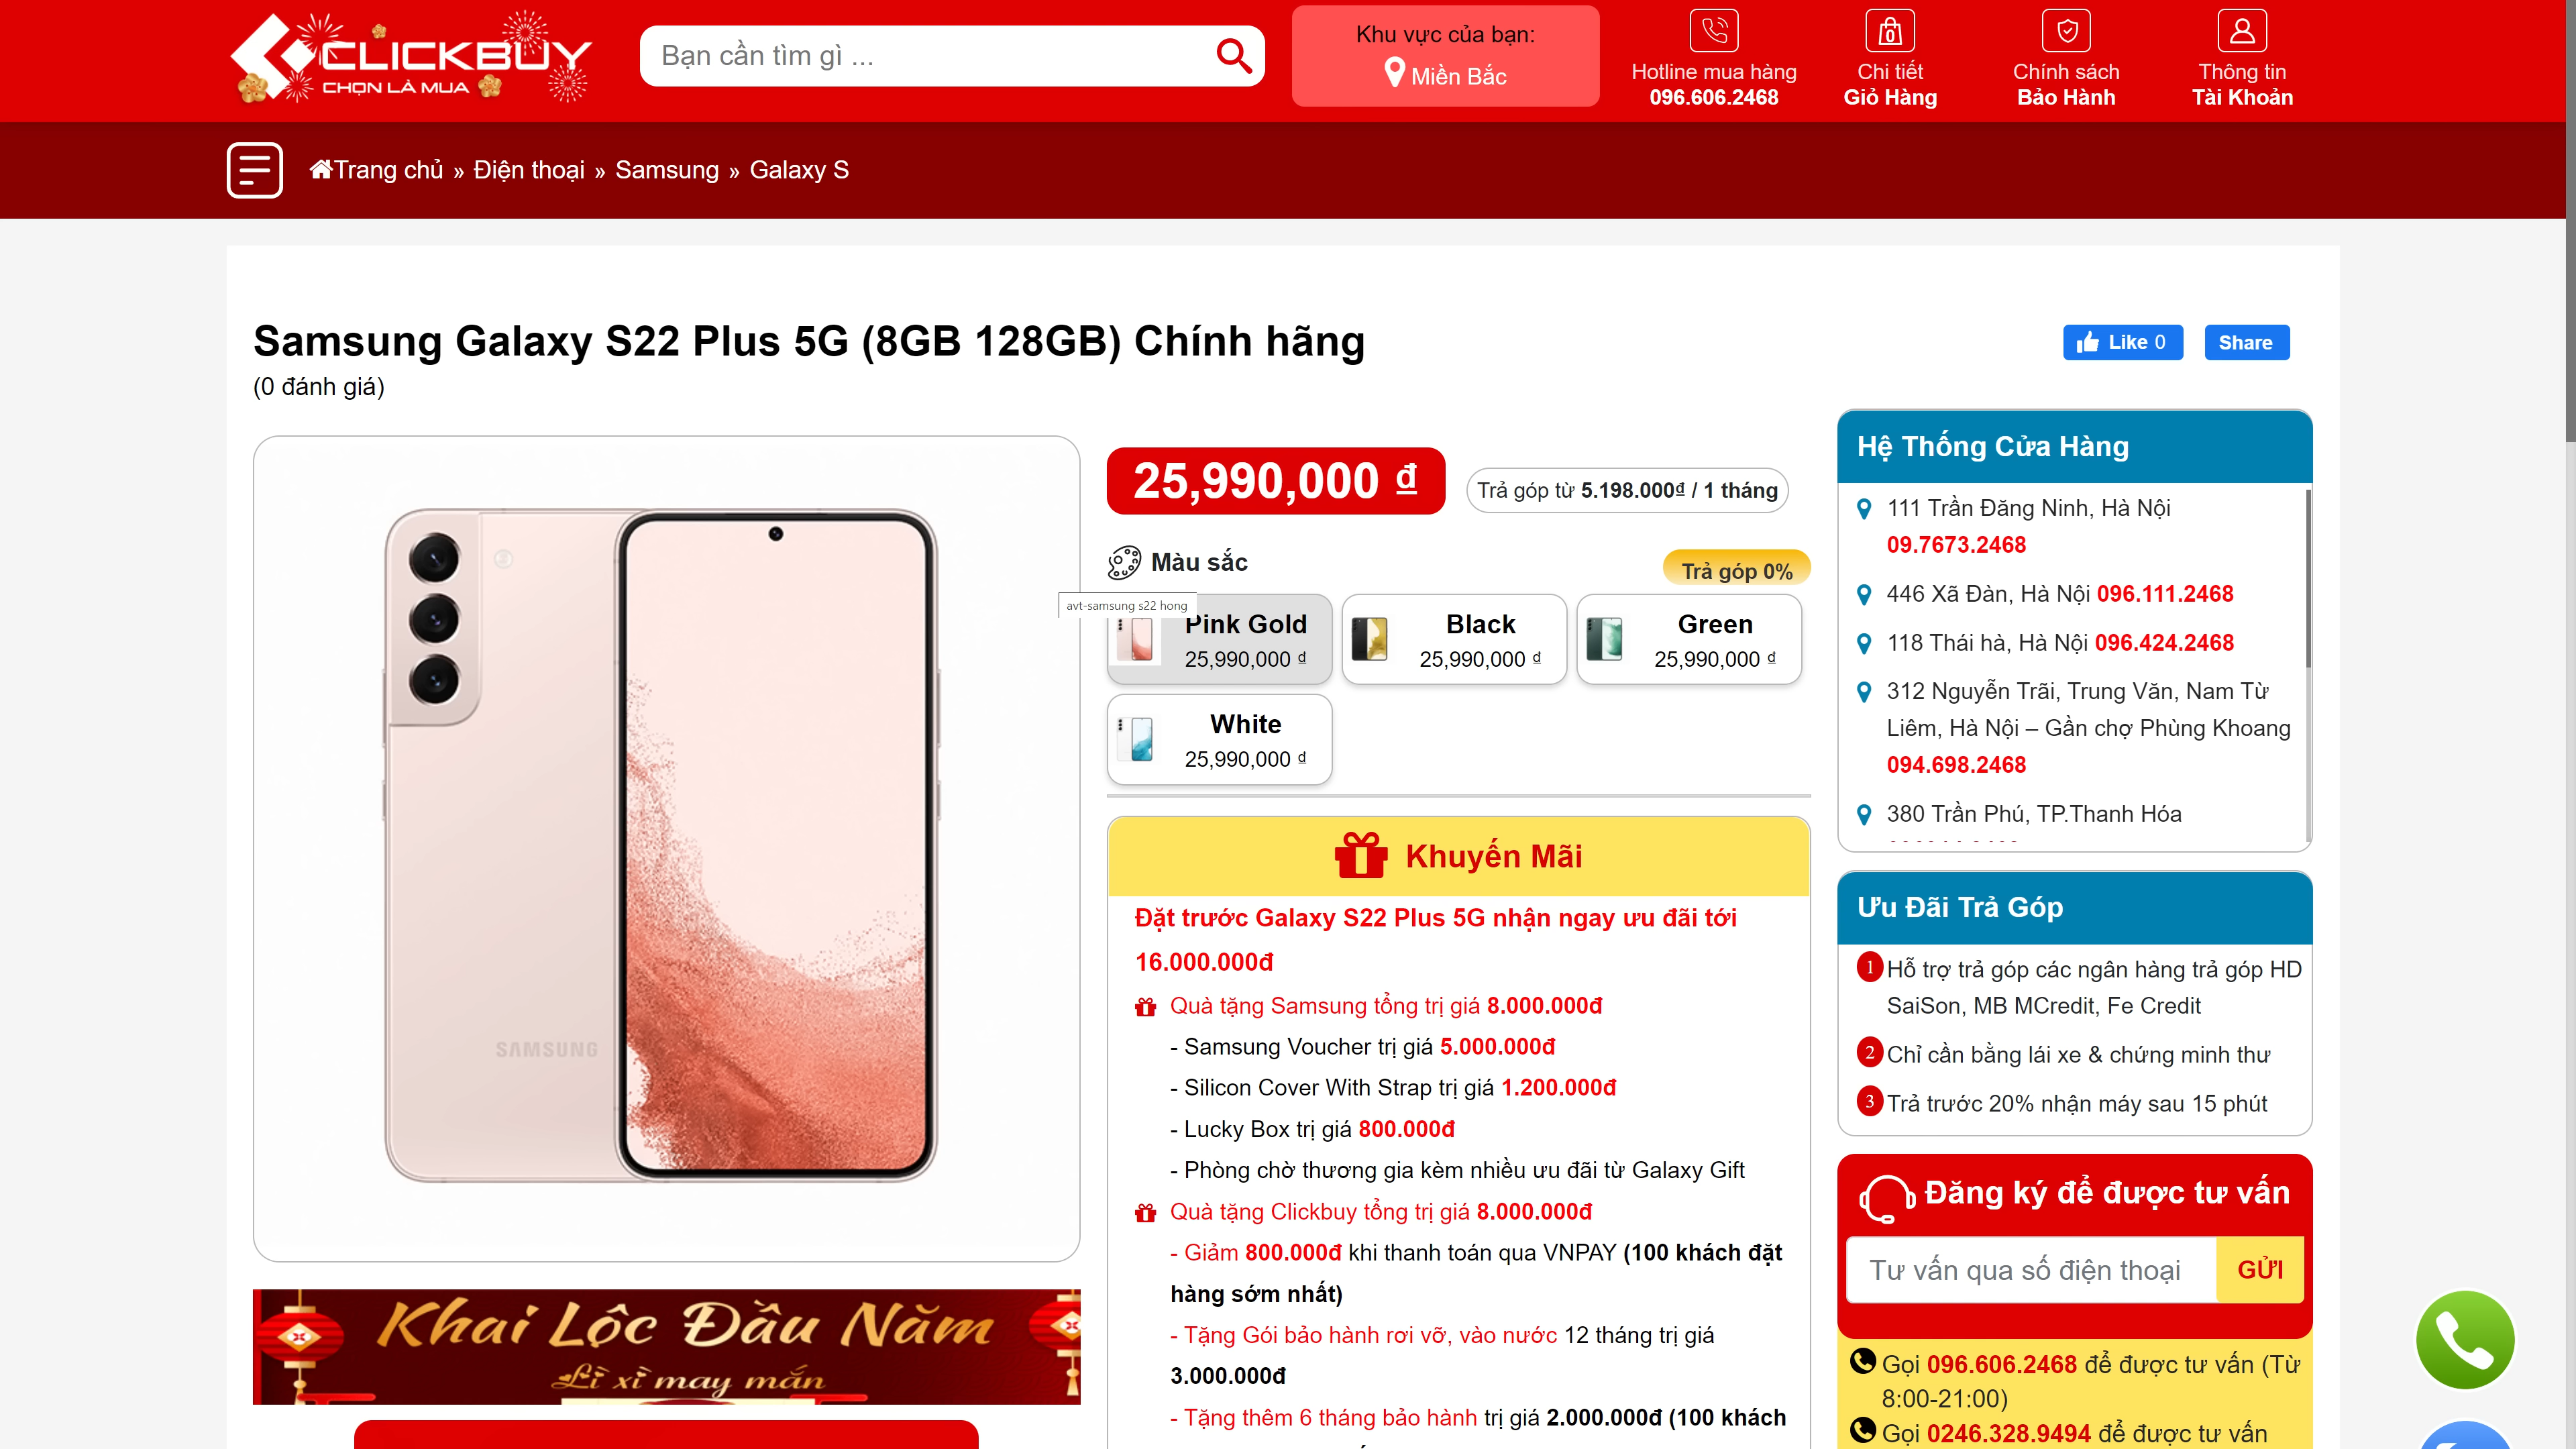 CLICKBUY
CHỌN LÀ MUA
Bạn cần tìm gì ...
Khu vực của bạn:
Miền Bắc
Hotline mua hàng
096.606.2468
0
Chi tiết
Giỏ Hàng
Chính sách
Bảo Hành
Thông tin
Tài Khoản
Trang chủ » Điện thoại » Samsung » Galaxy S
Samsung Galaxy S22 Plus 5G (8GB 128GB) Chính hãng
(0 đánh giá)
Like 0
Share
SAMSUNG
Khai Lộc Đầu Năm
Lì xì may mắn
25,990,000 ₫
Trả góp từ 5.198.000₫ / 1 tháng
Màu sắc
Trả góp 0%
avt-samsung s22 hong
Pink Gold
25,990,000 ₫
Black
25,990,000 ₫
Green
25,990,000 ₫
White
25,990,000 ₫
Khuyến Mãi
Đặt trước Galaxy S22 Plus 5G nhận ngay ưu đãi tới
16.000.000đ
Quà tặng Samsung tổng trị giá 8.000.000đ
- Samsung Voucher trị giá 5.000.000đ
- Silicon Cover With Strap trị giá 1.200.000đ
- Lucky Box trị giá 800.000đ
- Phòng chờ thương gia kèm nhiều ưu đãi từ Galaxy Gift
Quà tặng Clickbuy tổng trị giá 8.000.000đ
- Giảm 800.000đ khi thanh toán qua VNPAY (100 khách đặt
hàng sớm nhất)
- Tặng Gói bảo hành rơi vỡ, vào nước 12 tháng trị giá
3.000.000đ
- Tặng thêm 6 tháng bảo hành trị giá 2.000.000đ (100 khách
Hệ Thống Cửa Hàng
111 Trần Đăng Ninh, Hà Nội
09.7673.2468
446 Xã Đàn, Hà Nội 096.111.2468
118 Thái hà, Hà Nội 096.424.2468
312 Nguyễn Trãi, Trung Văn, Nam Từ
Liêm, Hà Nội – Gần chợ Phùng Khoang
094.698.2468
380 Trần Phú, TP.Thanh Hóa
Ưu Đãi Trả Góp
1 Hỗ trợ trả góp các ngân hàng trả góp HD
SaiSon, MB MCredit, Fe Credit
2 Chỉ cần bằng lái xe & chứng minh thư
3 Trả trước 20% nhận máy sau 15 phút
Đăng ký để được tư vấn
Tư vấn qua số điện thoại
GỬI
Gọi 096.606.2468 để được tư vấn (Từ
8:00-21:00)
Gọi 0246.328.9494 để được tư vấn